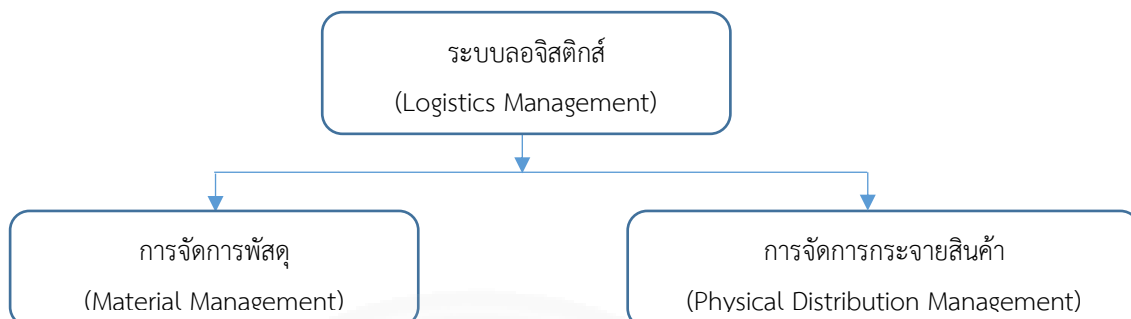 ระบบลอจิสติกส์
(Logistics Management)
การจัดการพัสดุ
(Material Management)
การจัดการกระจายสินค้า
(Physical Distribution Management)